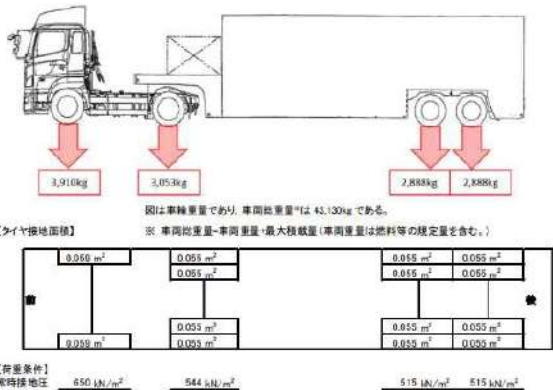 3,910kg 3,053kg 2,888kg 2,888kg
図は車輪重量であり、車両総重量※は 43,130kg である。
タイヤ接地面積】 ※ 車両総重量=車両重量+最大積載量(車両重量は燃料等の規定量を含む。)
0.059 m² 0.055 m² 0.055 m² 0.055 m²
0.055 m² 0.055 m² 0.055 m²
前 後
0.055 m² 0.055 m² 0.055 m²
0.059 m² 0.055 m² 0.055 m² 0.055 m²
荷重条件】
常時接地圧 650 kN/m² 544 kN/m² 515 kN/m² 515 kN/m²